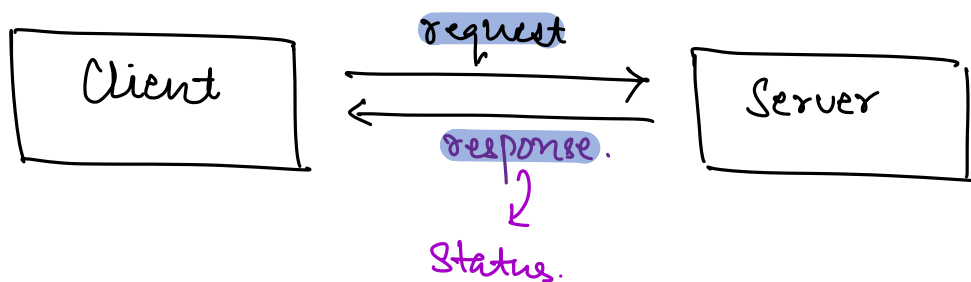 request
Client
Server
response.
Status.